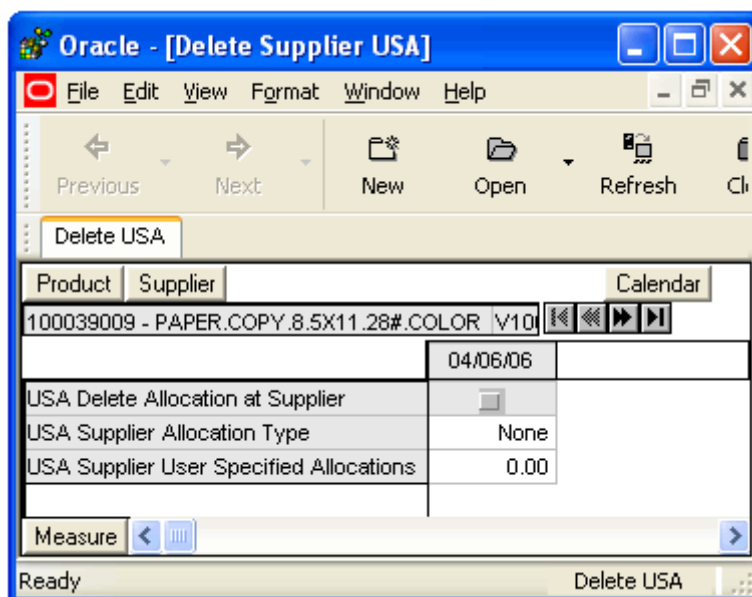 Oracle - [Delete Supplier USA]
File Edit View Format Window Help
Previous Next New Open Refresh
Delete USA
Product Supplier Calendar
100039009 - PAPER.COPY.8.5X11.28#.COLOR
04/06/06
USA Delete Allocation at Supplier
USA Supplier Allocation Type None
USA Supplier User Specified Allocations 0.00
Measure
Ready Delete USA